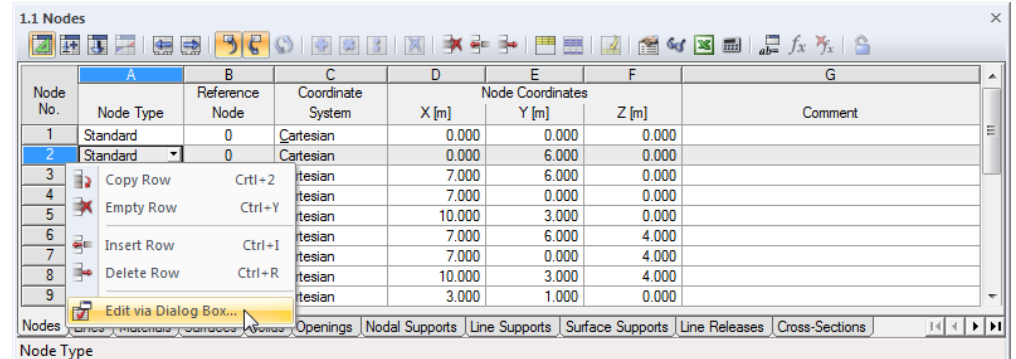 1.1 Nodes
ab= fx fx
A B C D E F G
Node No. Node Type Reference Node Coordinate System Node Coordinates X [m] Y [m] Z [m] Comment
1 Standard 0 Cartesian 0.000 0.000 0.000
2 Standard 0 Cartesian 0.000 6.000 0.000
3 rtesian 7.000 6.000 0.000
4 rtesian 7.000 0.000 0.000
5 rtesian 10.000 3.000 0.000
6 rtesian 7.000 6.000 4.000
7 rtesian 7.000 0.000 4.000
8 rtesian 10.000 3.000 4.000
9 rtesian 3.000 1.000 0.000
Copy Row Crtl+2
Empty Row Ctrl+Y
Insert Row Ctrl+I
Delete Row Ctrl+R
Edit via Dialog Box...
Nodes Openings Nodal Supports Line Supports Surface Supports Line Releases Cross-Sections
Node Type